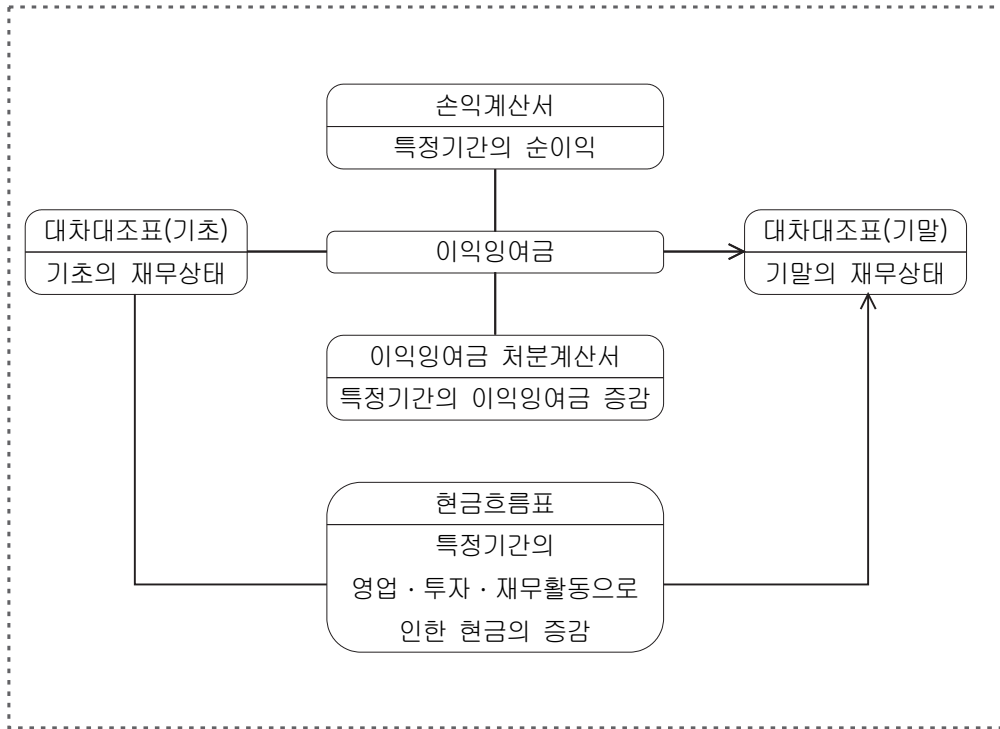 손익계산서
특정기간의 순이익
대차대조표(기초)
기초의 재무상태
이익잉여금
대차대조표(기말)
기말의 재무상태
이익잉여금 처분계산서
특정기간의 이익잉여금 증감
현금흐름표
특정기간의
영업 · 투자 · 재무활동으로
인한 현금의 증감